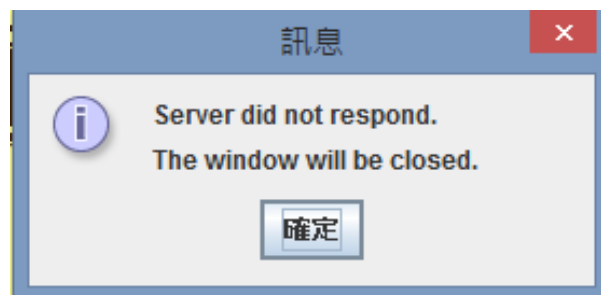 訊息
Server did not respond.
The window will be closed.
確定